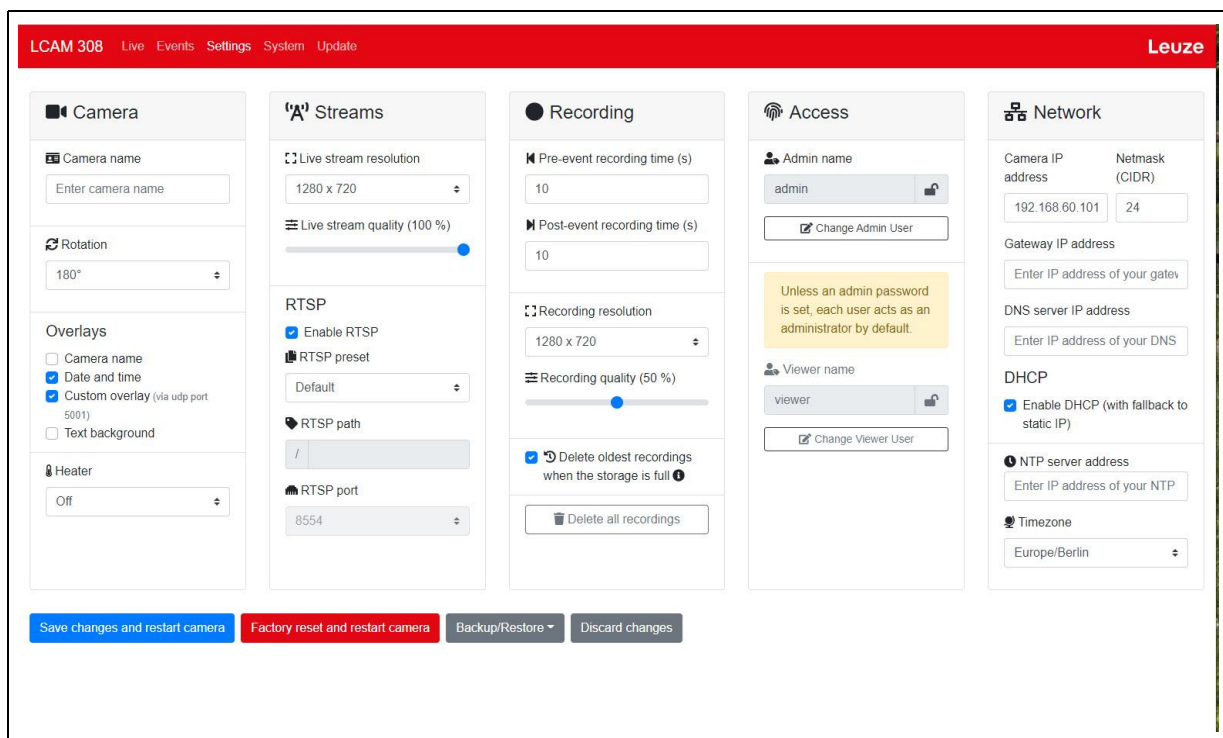 LCAM 308 Live Events Settings System Update Leuze
Camera
Camera name
Enter camera name
Rotation
180°
Overlays
Camera name
Date and time
Custom overlay (via udp port
5001)
Text background
Heater
Off
Streams
Live stream resolution
1280 x 720
Live stream quality (100 %)
RTSP
Enable RTSP
RTSP preset
Default
RTSP path
/
RTSP port
8554
Recording
Pre-event recording time (s)
10
Post-event recording time (s)
10
Recording resolution
1280 x 720
Recording quality (50 %)
Delete oldest recordings
when the storage is full
Delete all recordings
Access
Admin name
admin
Change Admin User
Unless an admin password
is set, each user acts as an
administrator by default.
Viewer name
viewer
Change Viewer User
Network
Camera IP
address
Netmask
(CIDR)
192.168.60.101
24
Gateway IP address
Enter IP address of your gatew
DNS server IP address
Enter IP address of your DNS
DHCP
Enable DHCP (with fallback to
static IP)
NTP server address
Enter IP address of your NTP
Timezone
Europe/Berlin
Save changes and restart camera Factory reset and restart camera Backup/Restore Discard changes